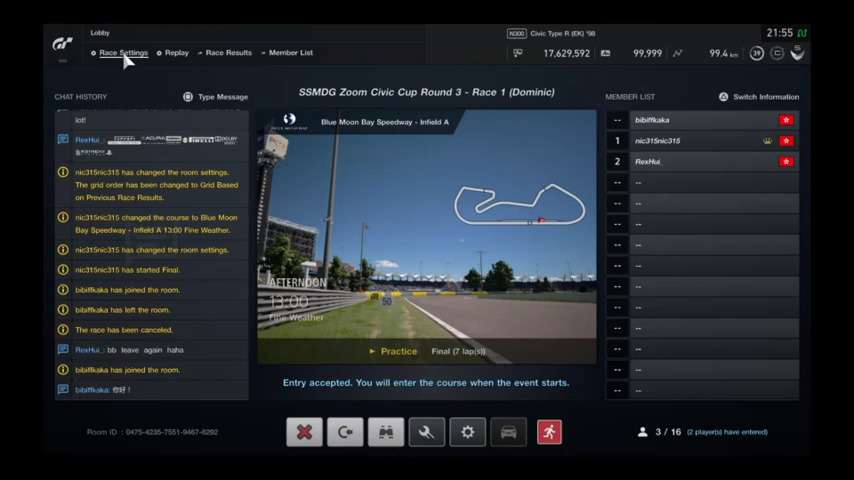 Lobby
N300 Civic Type R (EK) '98
21:55
Race Settings Replay Race Results Member List
17,629,592 99,999 99.4 km 39
CHAT HISTORY Type Message
SSMDG Zoom Civic Cup Round 3 - Race 1 (Dominic)
MEMBER LIST Switch Information
lot!
RexHui_:
nic315nic315 has changed the room settings.
The grid order has been changed to Grid Based
on Previous Race Results.
nic315nic315 changed the course to Blue Moon
Bay Speedway - Infield A 13:00 Fine Weather.
nic315nic315 has changed the room settings.
nic315nic315 has started Final.
bibiffkaka has joined the room.
bibiffkaka has left the room.
The race has been canceled.
RexHui_: bb leave again haha
bibiffkaka has joined the room.
bibiffkaka: 你好！
Blue Moon Bay Speedway - Infield A
50
AFTERNOON
13:00
Fine Weather
Practice Final (7 lap(s))
Entry accepted. You will enter the course when the event starts.
-- bibiffkaka
1 nic315nic315
2 RexHui_
-- --
-- --
-- --
-- --
-- --
-- --
-- --
-- --
-- --
-- --
-- --
Room ID : 0475-4235-7551-9467-6292
3 / 16 (2 player(s) have entered)